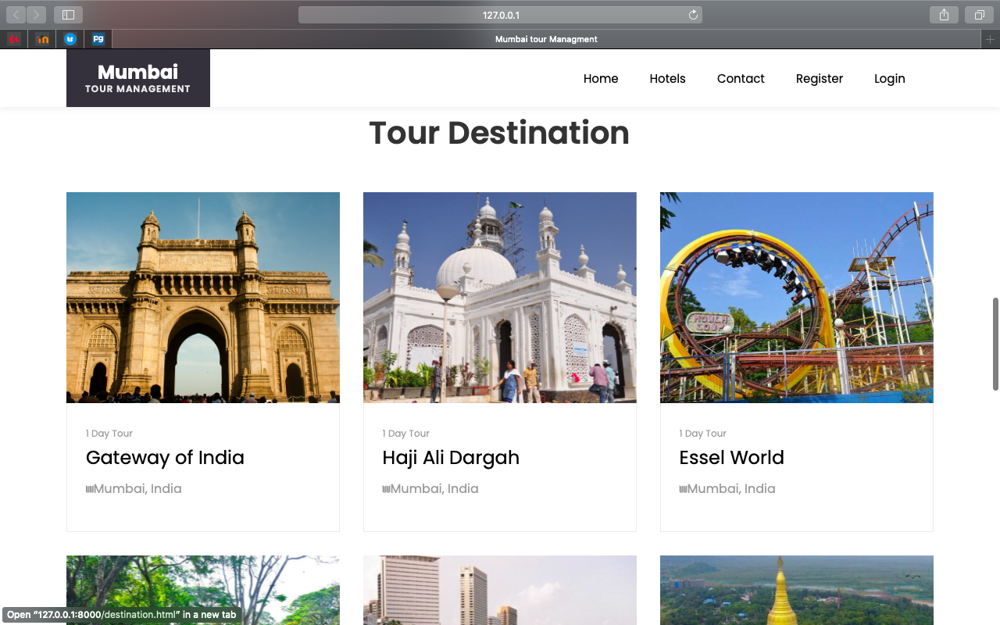 127.0.0.1
in
pg
Mumbai tour Managment
Mumbai
TOUR MANAGEMENT
Home
Hotels
Contact
Register
Login
Tour Destination
1 Day Tour
1 Day Tour
1 Day Tour
Gateway of India
Haji Ali Dargah
Essel World
Mumbai, India
Mumbai, India
Mumbai, India
Open "127.0.0.1:8000/destination.html" in a new tab